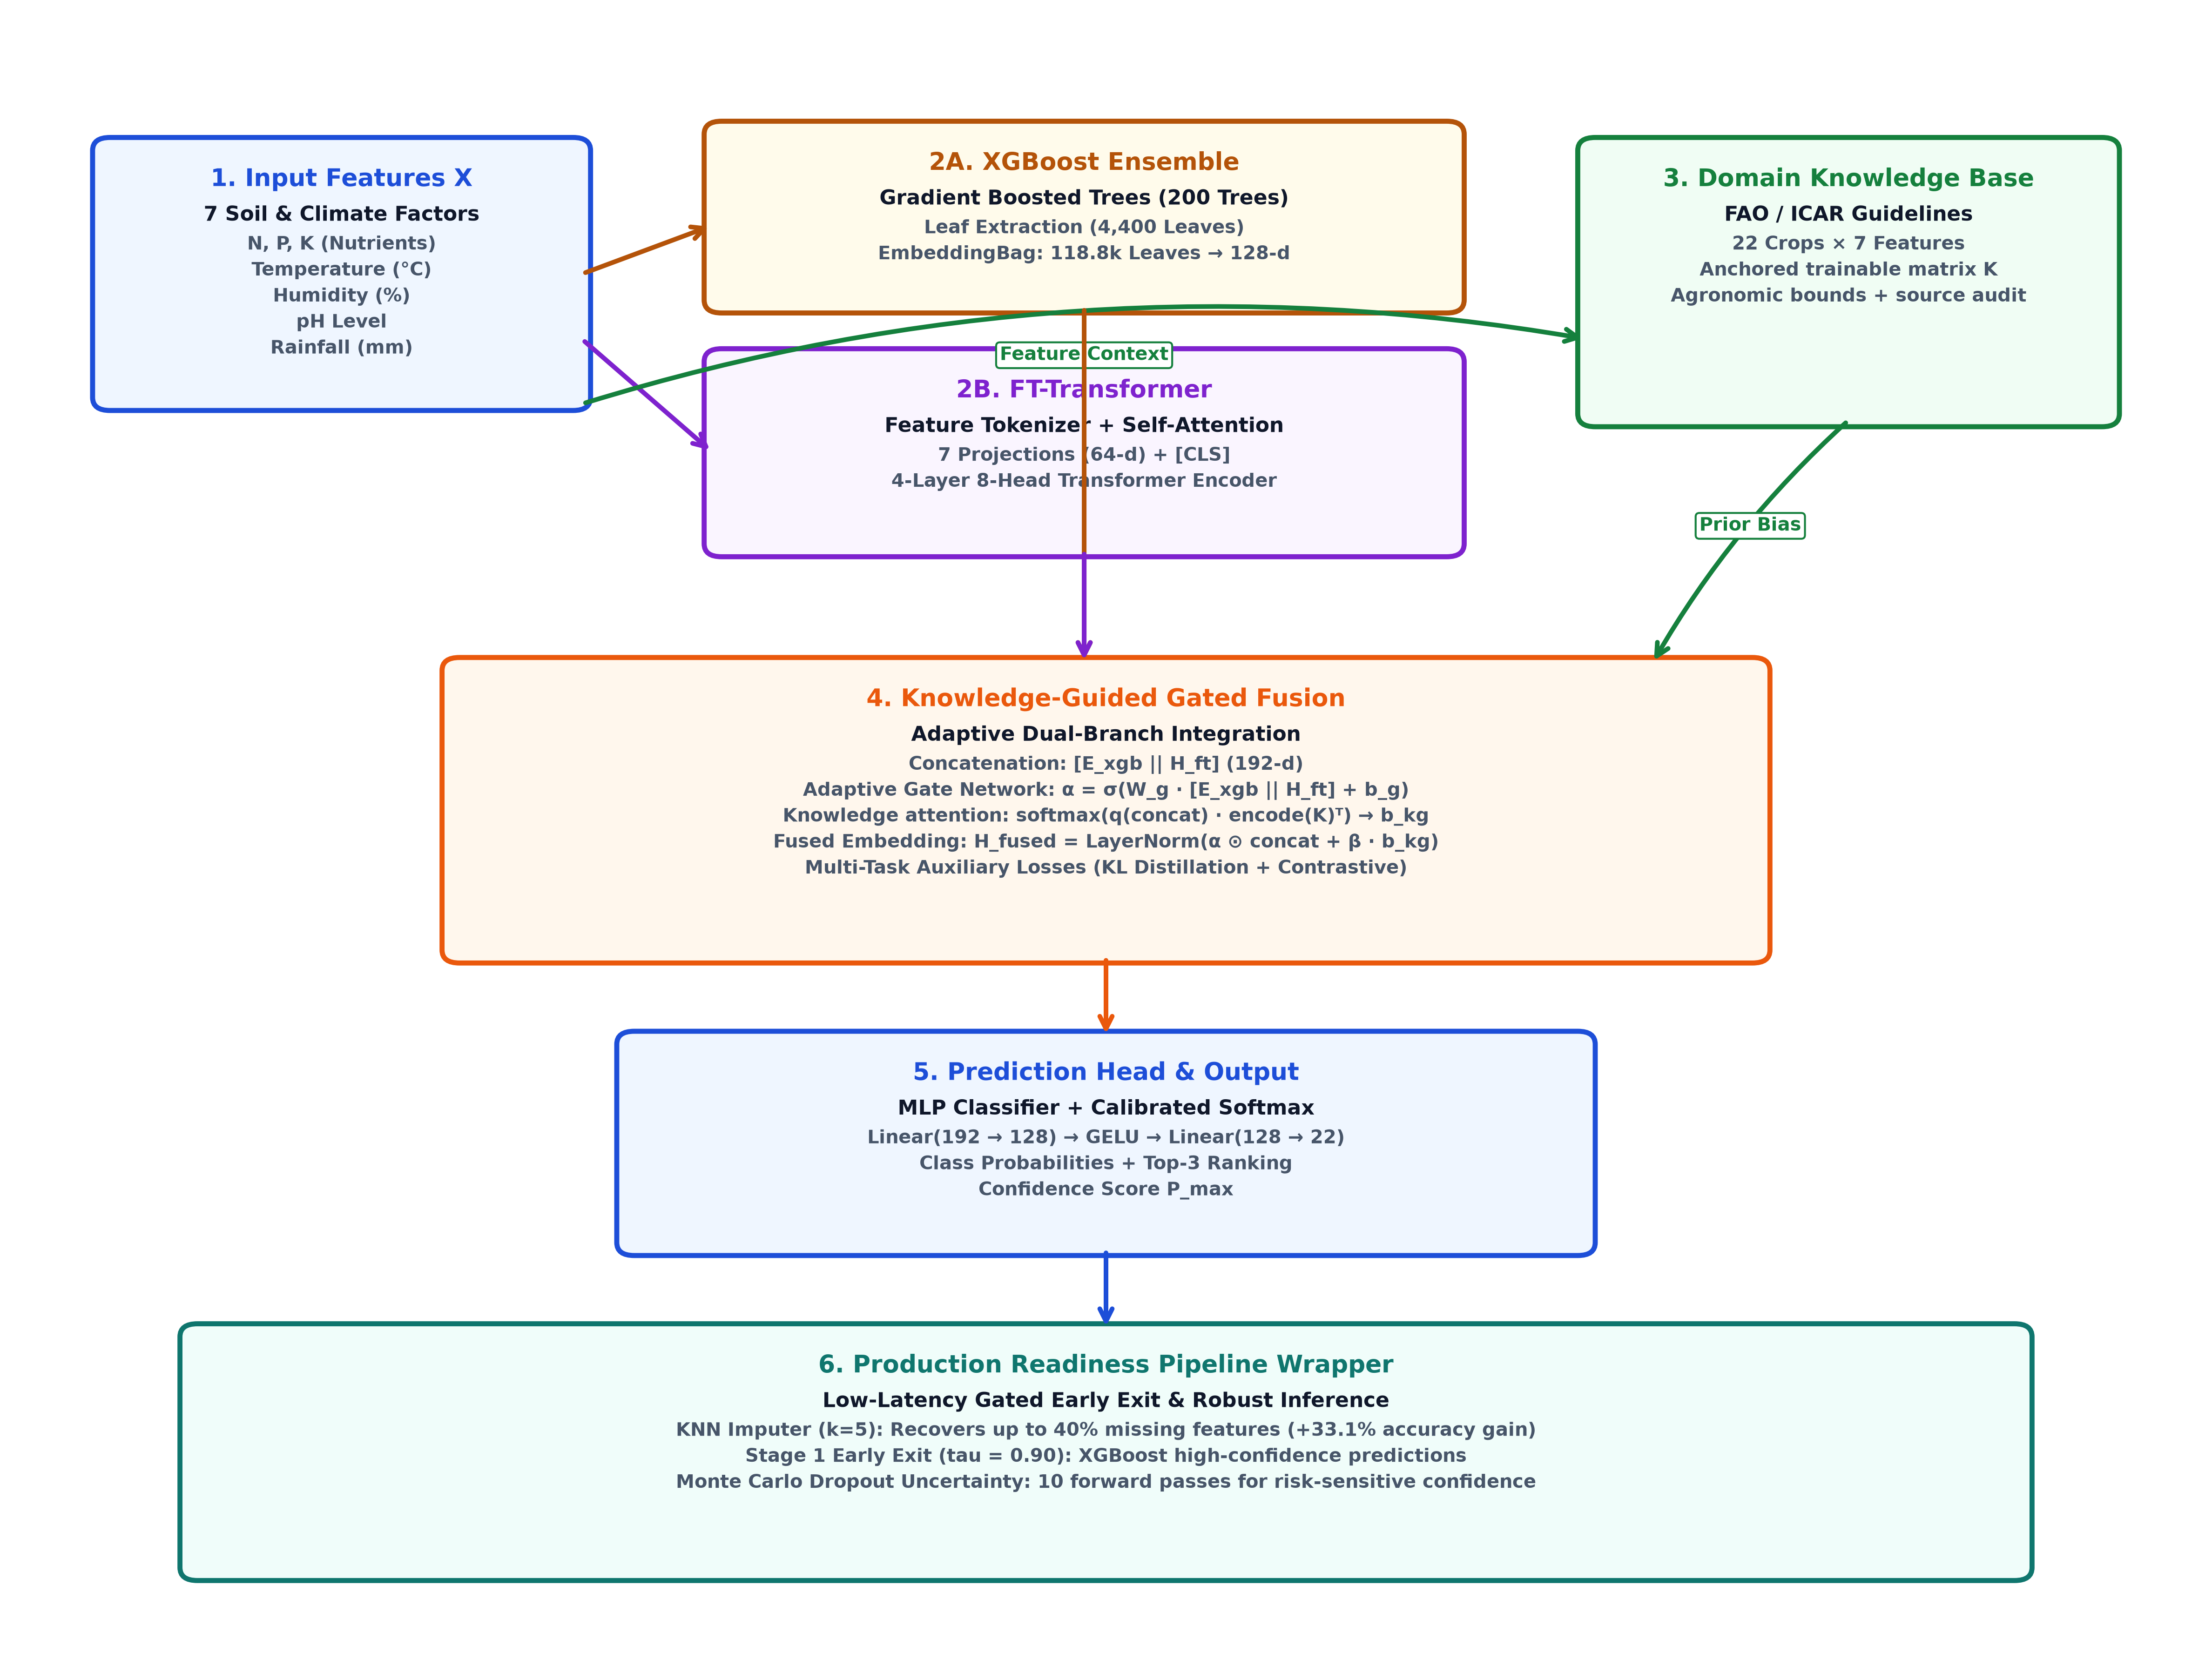 1. Input Features X
7 Soil & Climate Factors
N, P, K (Nutrients)
Temperature (°C)
Humidity (%)
pH Level
Rainfall (mm)
2A. XGBoost Ensemble
Gradient Boosted Trees (200 Trees)
Leaf Extraction (4,400 Leaves)
EmbeddingBag: 118.8k Leaves → 128-d
3. Domain Knowledge Base
FAO / ICAR Guidelines
22 Crops × 7 Features
Anchored trainable matrix K
Agronomic bounds + source audit
Feature Context
2B. FT-Transformer
Feature Tokenizer + Self-Attention
7 Projections (64-d) + [CLS]
4-Layer 8-Head Transformer Encoder
Prior Bias
4. Knowledge-Guided Gated Fusion
Adaptive Dual-Branch Integration
Concatenation: [E_xgb || H_ft] (192-d)
Adaptive Gate Network: α = σ(W_g · [E_xgb || H_ft] + b_g)
Knowledge attention: softmax(q(concat) · encode(K)ᵀ) → b_kg
Fused Embedding: H_fused = LayerNorm(α ⊙ concat + β · b_kg)
Multi-Task Auxiliary Losses (KL Distillation + Contrastive)
5. Prediction Head & Output
MLP Classifier + Calibrated Softmax
Linear(192 → 128) → GELU → Linear(128 → 22)
Class Probabilities + Top-3 Ranking
Confidence Score P_max
6. Production Readiness Pipeline Wrapper
Low-Latency Gated Early Exit & Robust Inference
KNN Imputer (k=5): Recovers up to 40% missing features (+33.1% accuracy gain)
Stage 1 Early Exit (tau = 0.90): XGBoost high-confidence predictions
Monte Carlo Dropout Uncertainty: 10 forward passes for risk-sensitive confidence